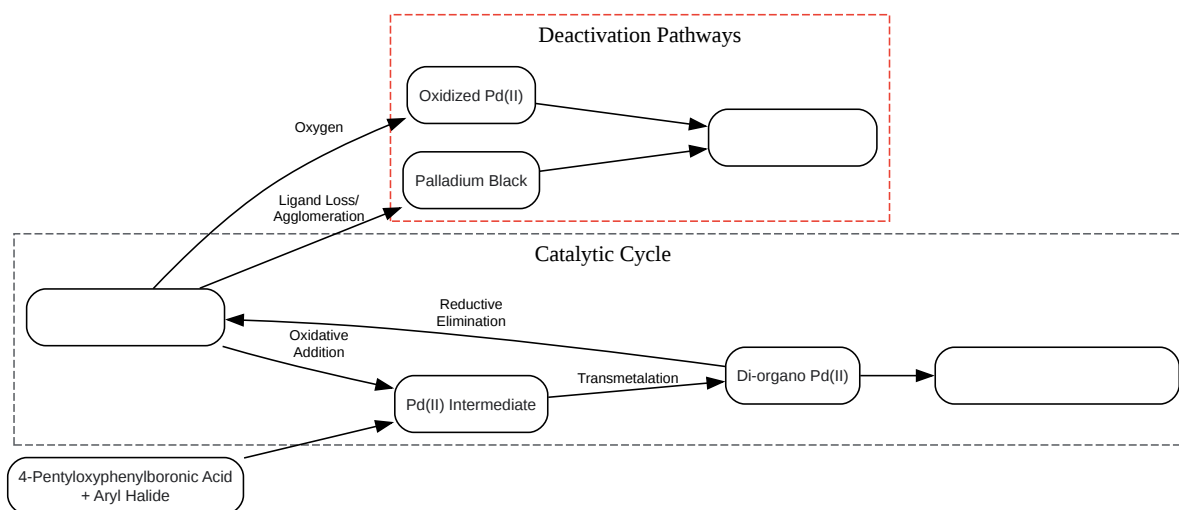 Deactivation Pathways
Oxidized Pd(II)
Oxygen
Palladium Black
Ligand Loss/
Agglomeration
Catalytic Cycle
Reductive
Elimination
Oxidative
Addition
Transmetalation
Di-organo Pd(II)
Pd(II) Intermediate
4-Pentyloxyphenylboronic Acid
+ Aryl Halide